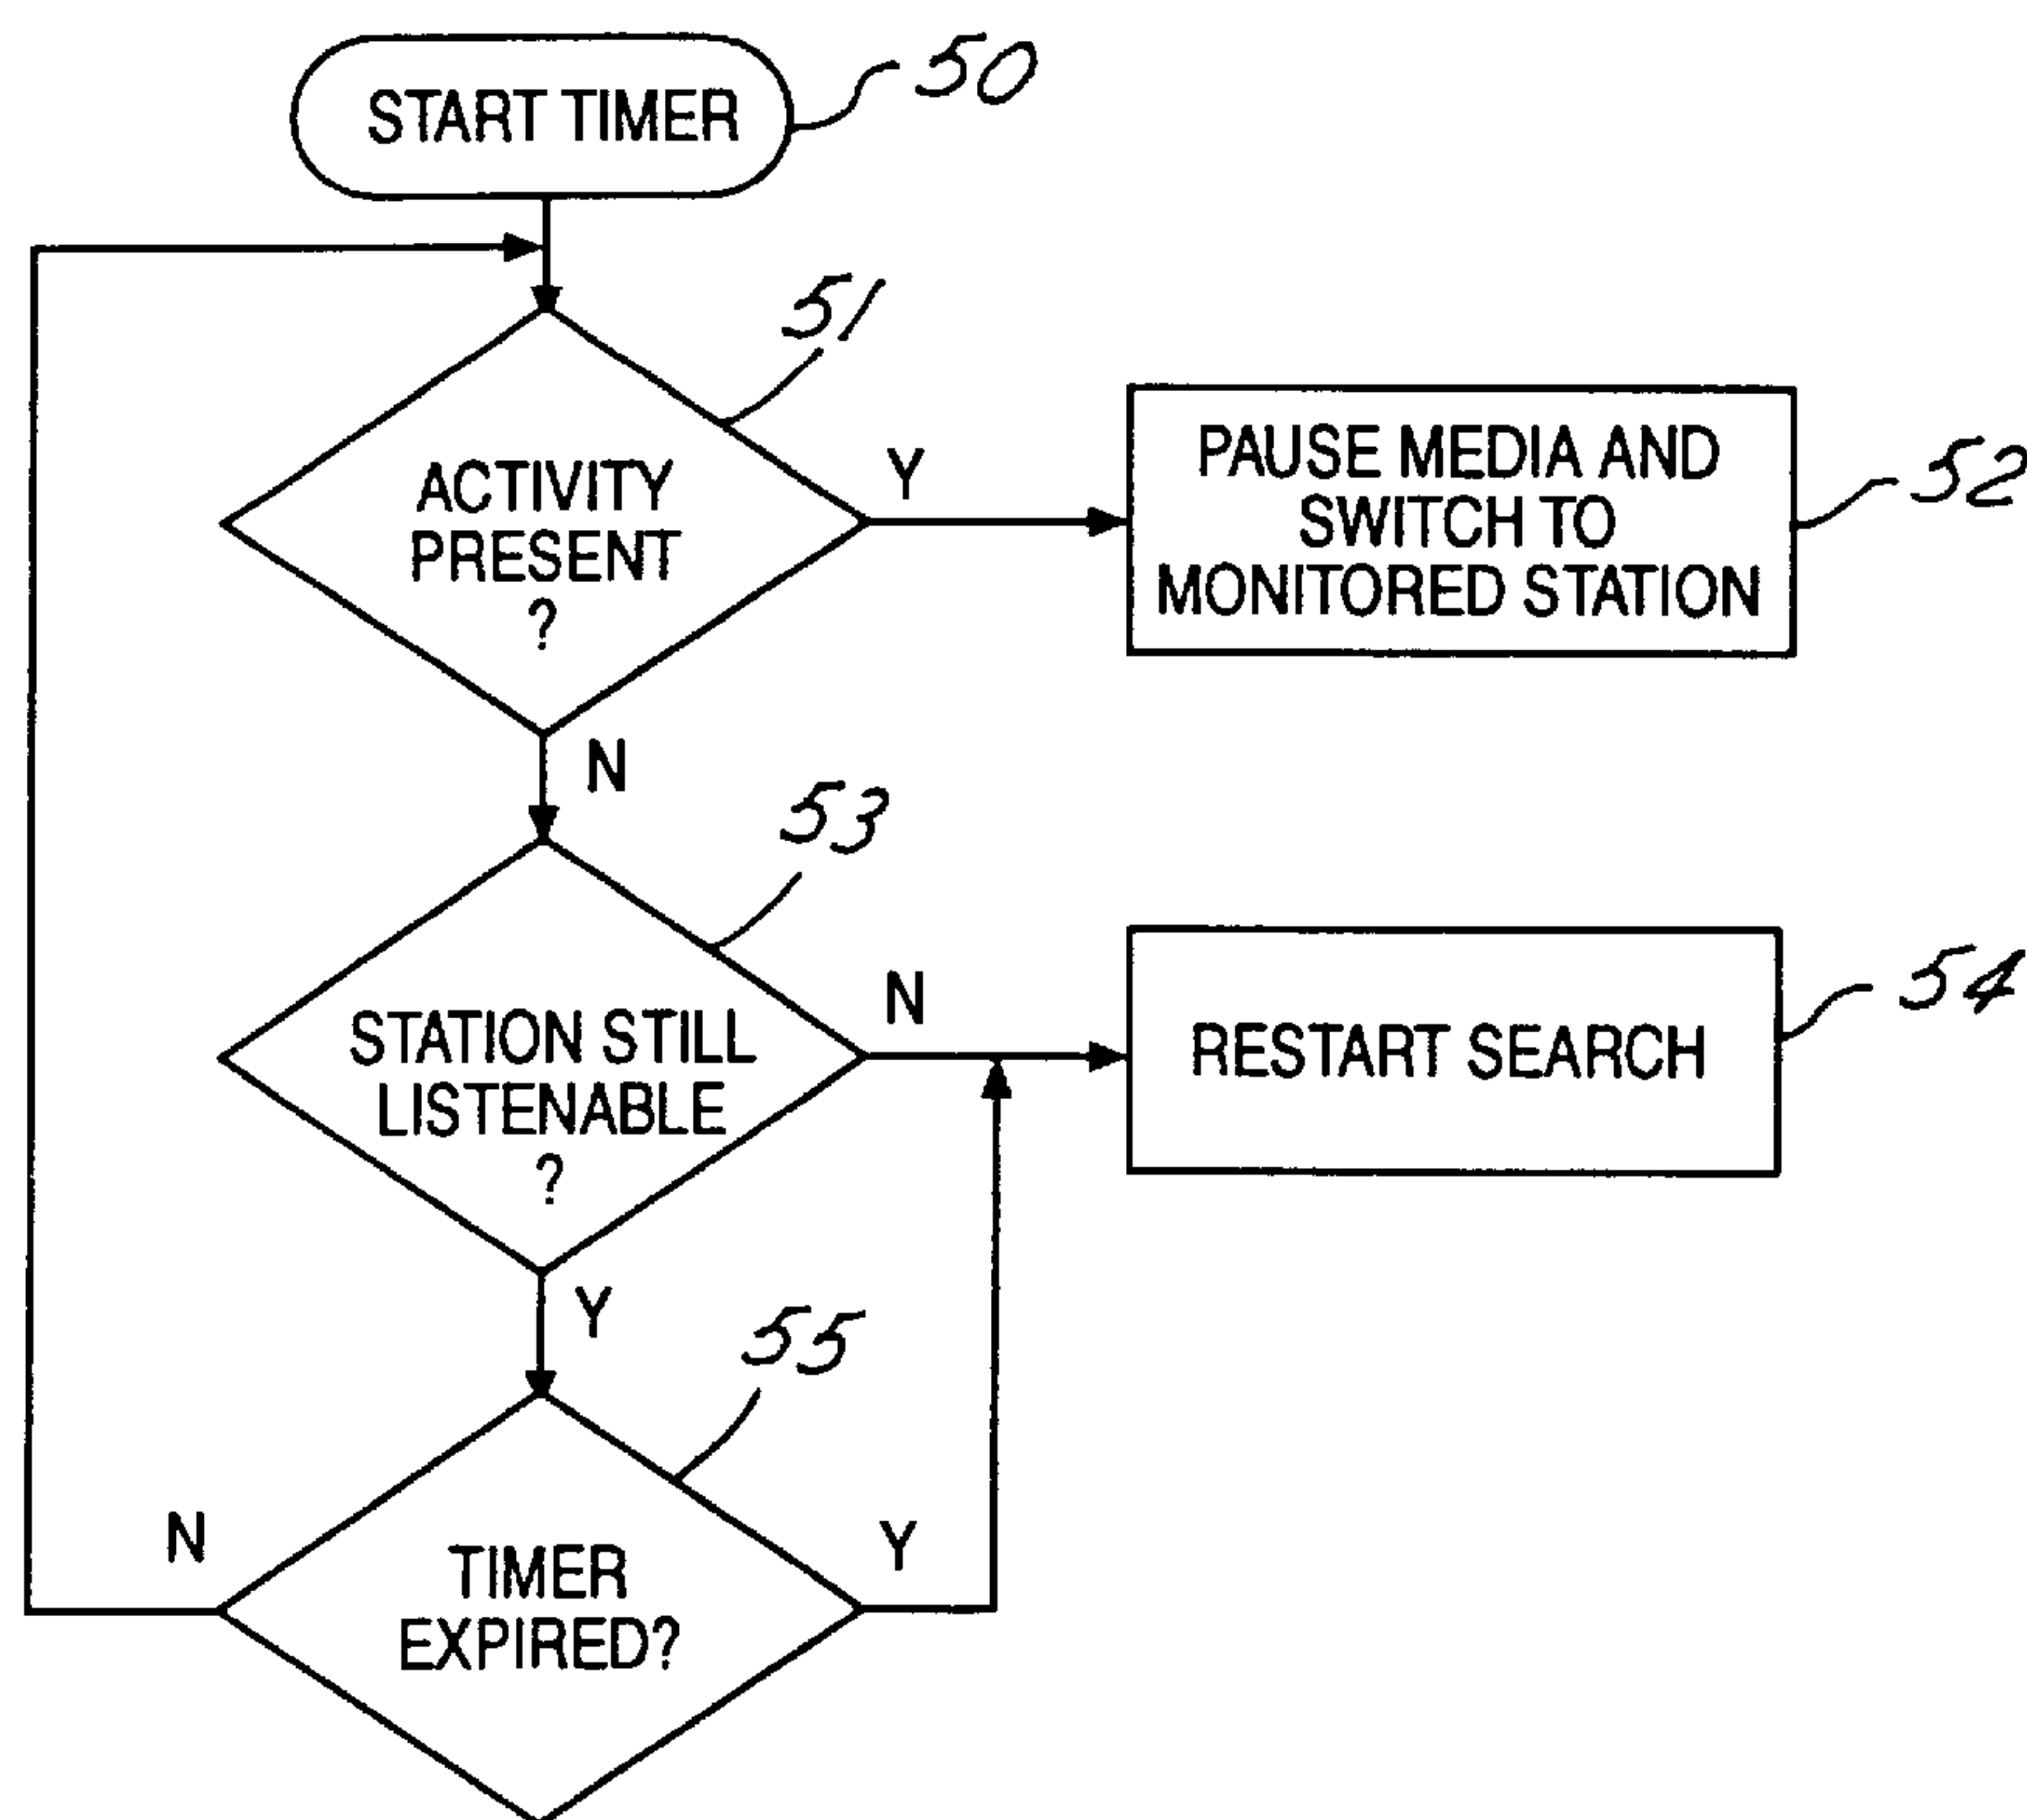 START TIMER
50
51
ACTIVITY
PRESENT
?
Y
PAUSE MEDIA AND
SWITCH TO
MONITORED STATION
52
N
53
STATION STILL
LISTENABLE
?
N
RESTART SEARCH
54
Y
55
TIMER
EXPIRED?
N
Y